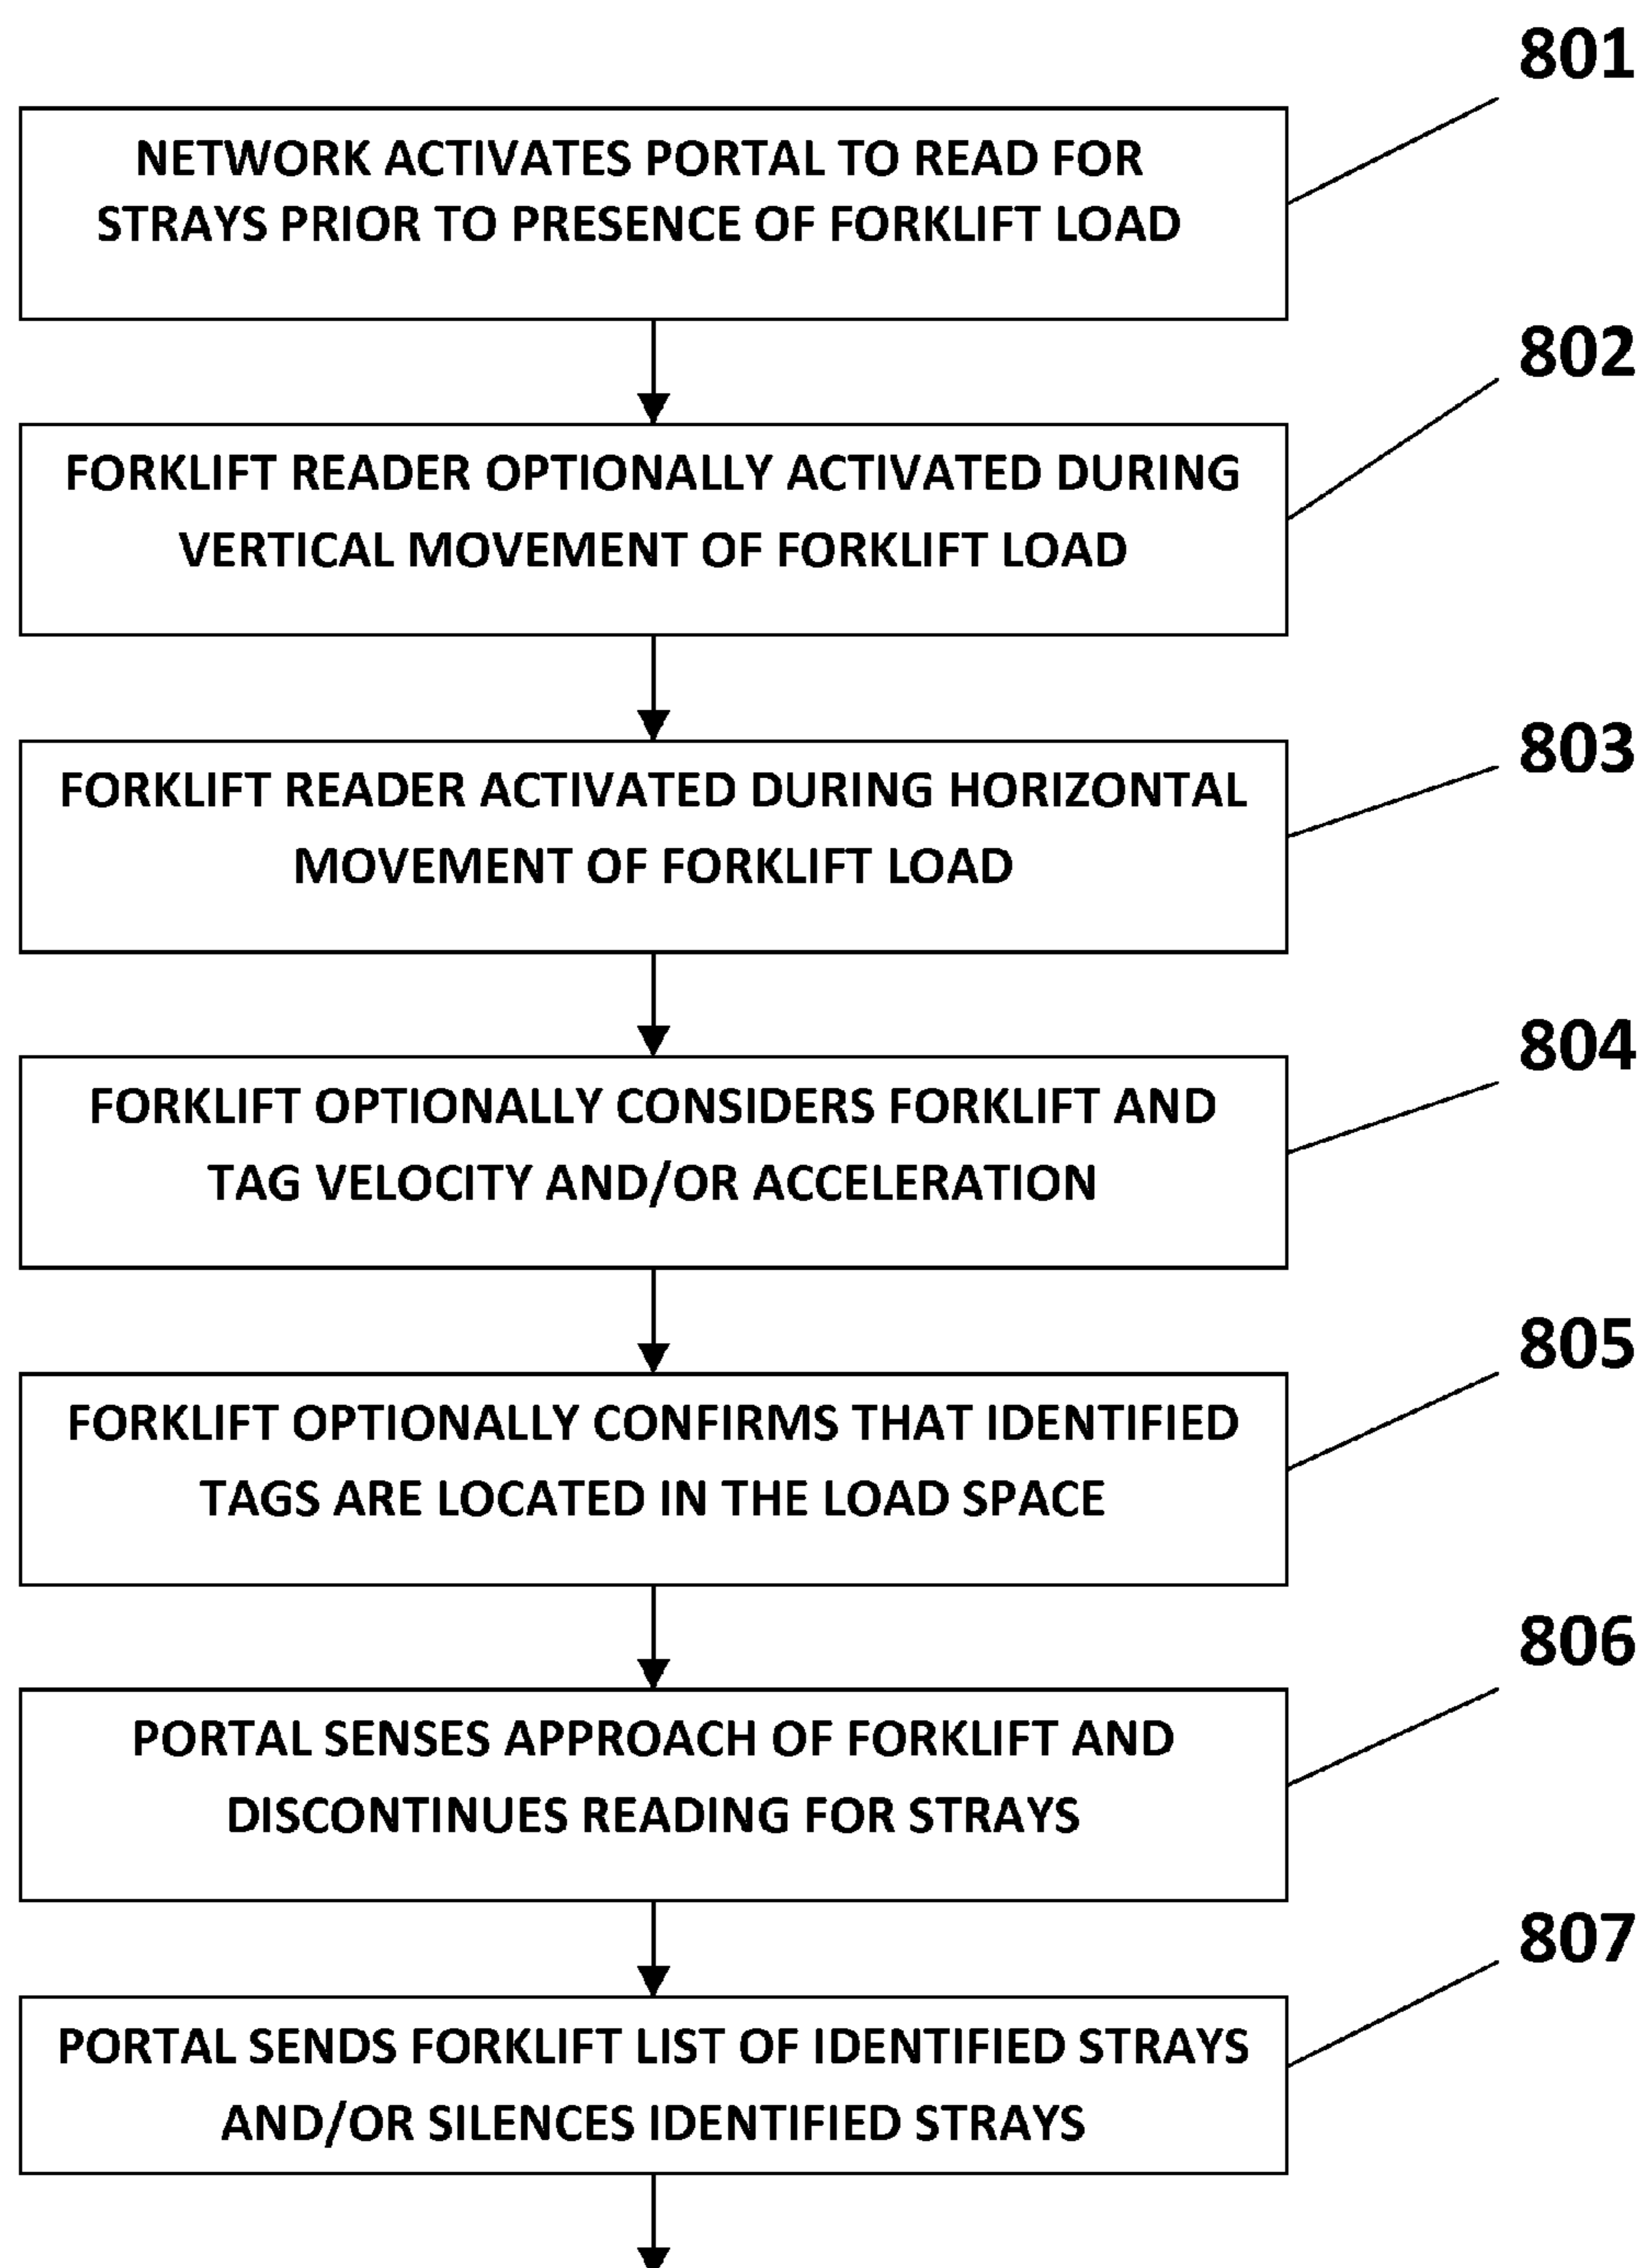 801
NETWORK ACTIVATES PORTAL TO READ FOR
STRAYS PRIOR TO PRESENCE OF FORKLIFT LOAD
802
FORKLIFT READER OPTIONALLY ACTIVATED DURING
VERTICAL MOVEMENT OF FORKLIFT LOAD
803
FORKLIFT READER ACTIVATED DURING HORIZONTAL
MOVEMENT OF FORKLIFT LOAD
804
FORKLIFT OPTIONALLY CONSIDERS FORKLIFT AND
TAG VELOCITY AND/OR ACCELERATION
805
FORKLIFT OPTIONALLY CONFIRMS THAT IDENTIFIED
TAGS ARE LOCATED IN THE LOAD SPACE
806
PORTAL SENSES APPROACH OF FORKLIFT AND
DISCONTINUES READING FOR STRAYS
807
PORTAL SENDS FORKLIFT LIST OF IDENTIFIED STRAYS
AND/OR SILENCES IDENTIFIED STRAYS